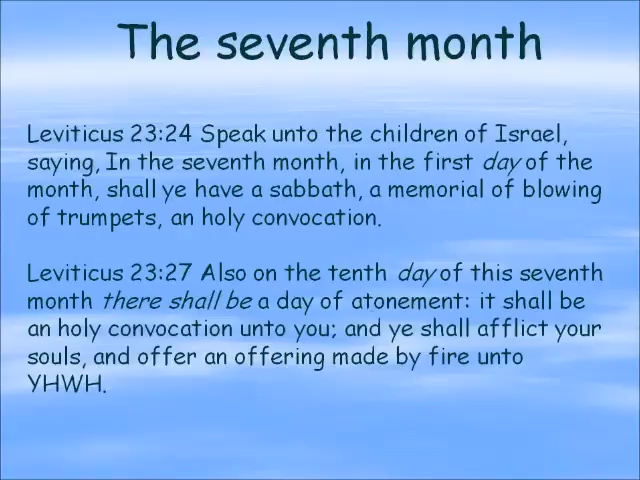 The seventh month
Leviticus 23:24 Speak unto the children of Israel,
saying, In the seventh month, in the first day of the
month, shall ye have a sabbath, a memorial of blowing
of trumpets, an holy convocation.
Leviticus 23:27 Also on the tenth day of this seventh
month there shall be a day of atonement: it shall be
an holy convocation unto you; and ye shall afflict your
souls, and offer an offering made by fire unto
YHWH.